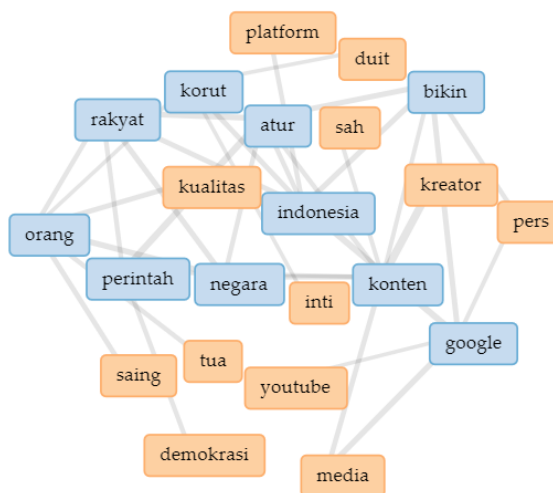 platform
duit
korut
bikin
rakyat
atur
sah
kualitas
kreator
indonesia
pers
orang
perintah
negara
konten
inti
google
tua
saing
youtube
demokrasi
media